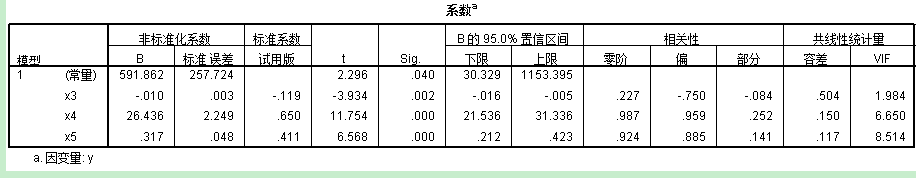 系数a
模型 非标准化系数 标准系数 t Sig. B 的 95.0% 置信区间 相关性 共线性统计量
B 标准 误差 试用版 下限 上限 零阶 偏 部分 容差 VIF
1 (常量) 591.862 257.724 2.296 .040 30.329 1153.395
x3 -.010 .003 -.119 -3.934 .002 -.016 -.005 .227 -.750 -.084 .504 1.984
x4 26.436 2.249 .650 11.754 .000 21.536 31.336 .987 .959 .252 .150 6.650
x5 .317 .048 .411 6.568 .000 .212 .423 .924 .885 .141 .117 8.514
a. 因变量: y